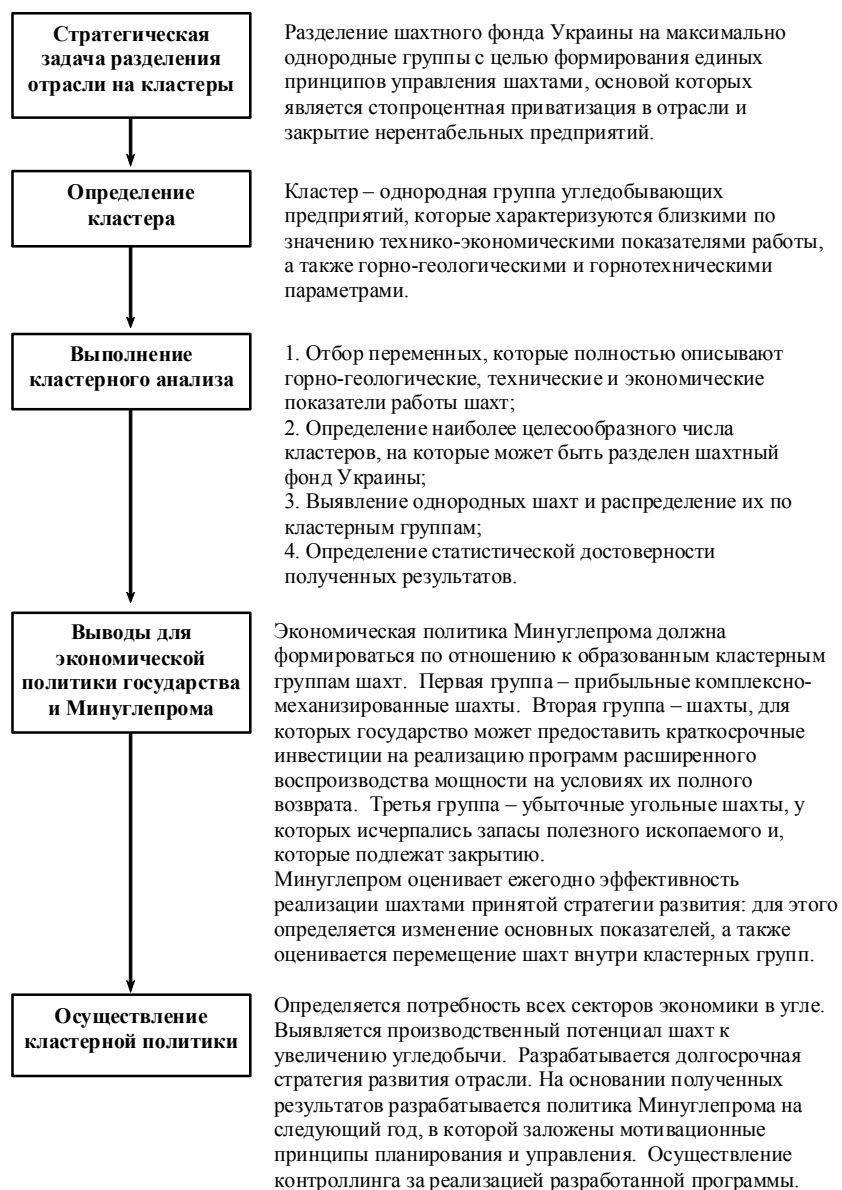 Стратегическая
задача разделения
отрасли на кластеры
Разделение шахтного фонда Украины на максимально
однородные группы с целью формирования единых
принципов управления шахтами, основой которых
является стопроцентная приватизация в отрасли и
закрытие нерентабельных предприятий.
Определение
кластера
Кластер – однородная группа угледобывающих
предприятий, которые характеризуются близкими по
значению технико-экономическими показателями работы,
а также горно-геологическими и горнотехническими
параметрами.
Выполнение
кластерного анализа
1. Отбор переменных, которые полностью описывают
горно-геологические, технические и экономические
показатели работы шахт;
2. Определение наиболее целесообразного числа
кластеров, на которые может быть разделен шахтный
фонд Украины;
3. Выявление однородных шахт и распределение их по
кластерным группам;
4. Определение статистической достоверности
полученных результатов.
Выводы для
экономической
политики государства
и Минуглепрома
Экономическая политика Минуглепрома должна
формироваться по отношению к образованным кластерным
группам шахт. Первая группа – прибыльные комплексно-
механизированные шахты. Вторая группа – шахты, для
которых государство может предоставить краткосрочные
инвестиции на реализацию программ расширенного
воспроизводства мощности на условиях их полного
возврата. Третья группа – убыточные угольные шахты, у
которых исчерпались запасы полезного ископаемого и,
которые подлежат закрытию.
Минуглепром оценивает ежегодно эффективность
реализации шахтами принятой стратегии развития: для этого
определяется изменение основных показателей, а также
оценивается перемещение шахт внутри кластерных групп.
Осуществление
кластерной политики
Определяется потребность всех секторов экономики в угле.
Выявляется производственный потенциал шахт к
увеличению угледобычи. Разрабатывается долгосрочная
стратегия развития отрасли. На основании полученных
результатов разрабатывается политика Минуглепрома на
следующий год, в которой заложены мотивационные
принципы планирования и управления. Осуществление
контроллинга за реализацией разработанной программы.